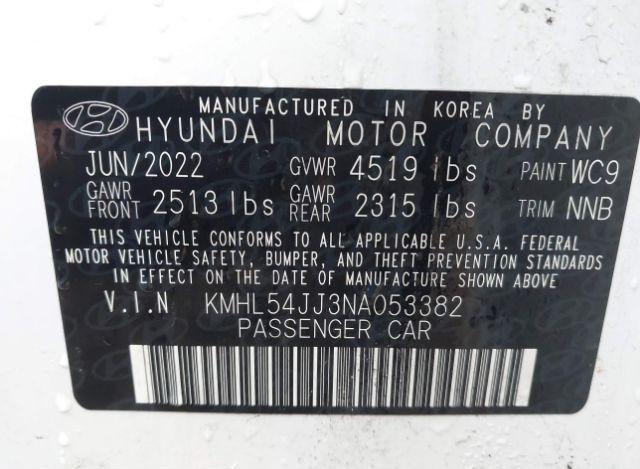 MANUFACTURED IN KOREA BY
HYUNDAI MOTOR COMPANY
JUN/2022 GVWR 4519 lbs PAINT WC9
GAWR FRONT 2513 lbs GAWR REAR 2315 lbs TRIM NNB
THIS VEHICLE CONFORMS TO ALL APPLICABLE U.S.A. FEDERAL
MOTOR VEHICLE SAFETY, BUMPER, AND THEFT PREVENTION STANDARDS
IN EFFECT ON THE DATE OF MANUFACTURE SHOWN ABOVE
V.I.N KMHL54JJ3NA053382
PASSENGER CAR